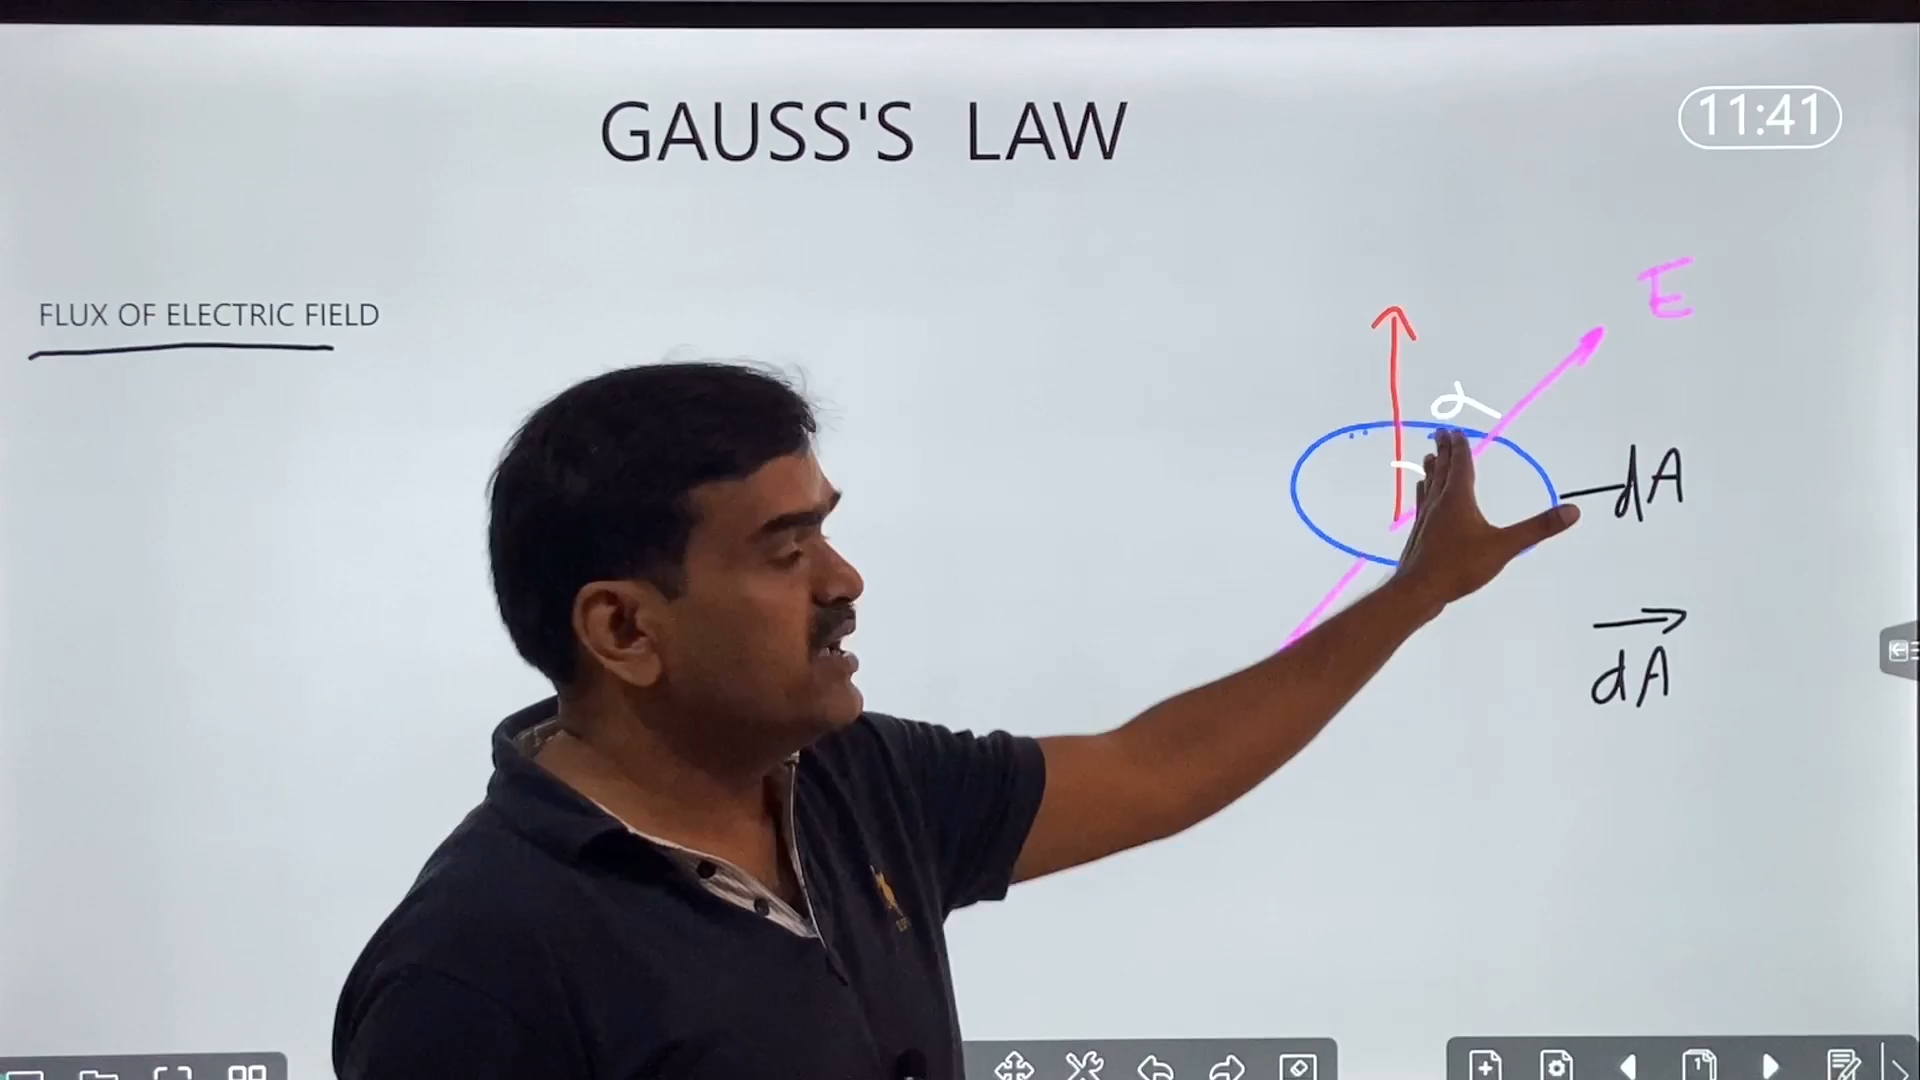 GAUSS'S LAW
11:41
FLUX OF ELECTRIC FIELD
E
α
dA
dA